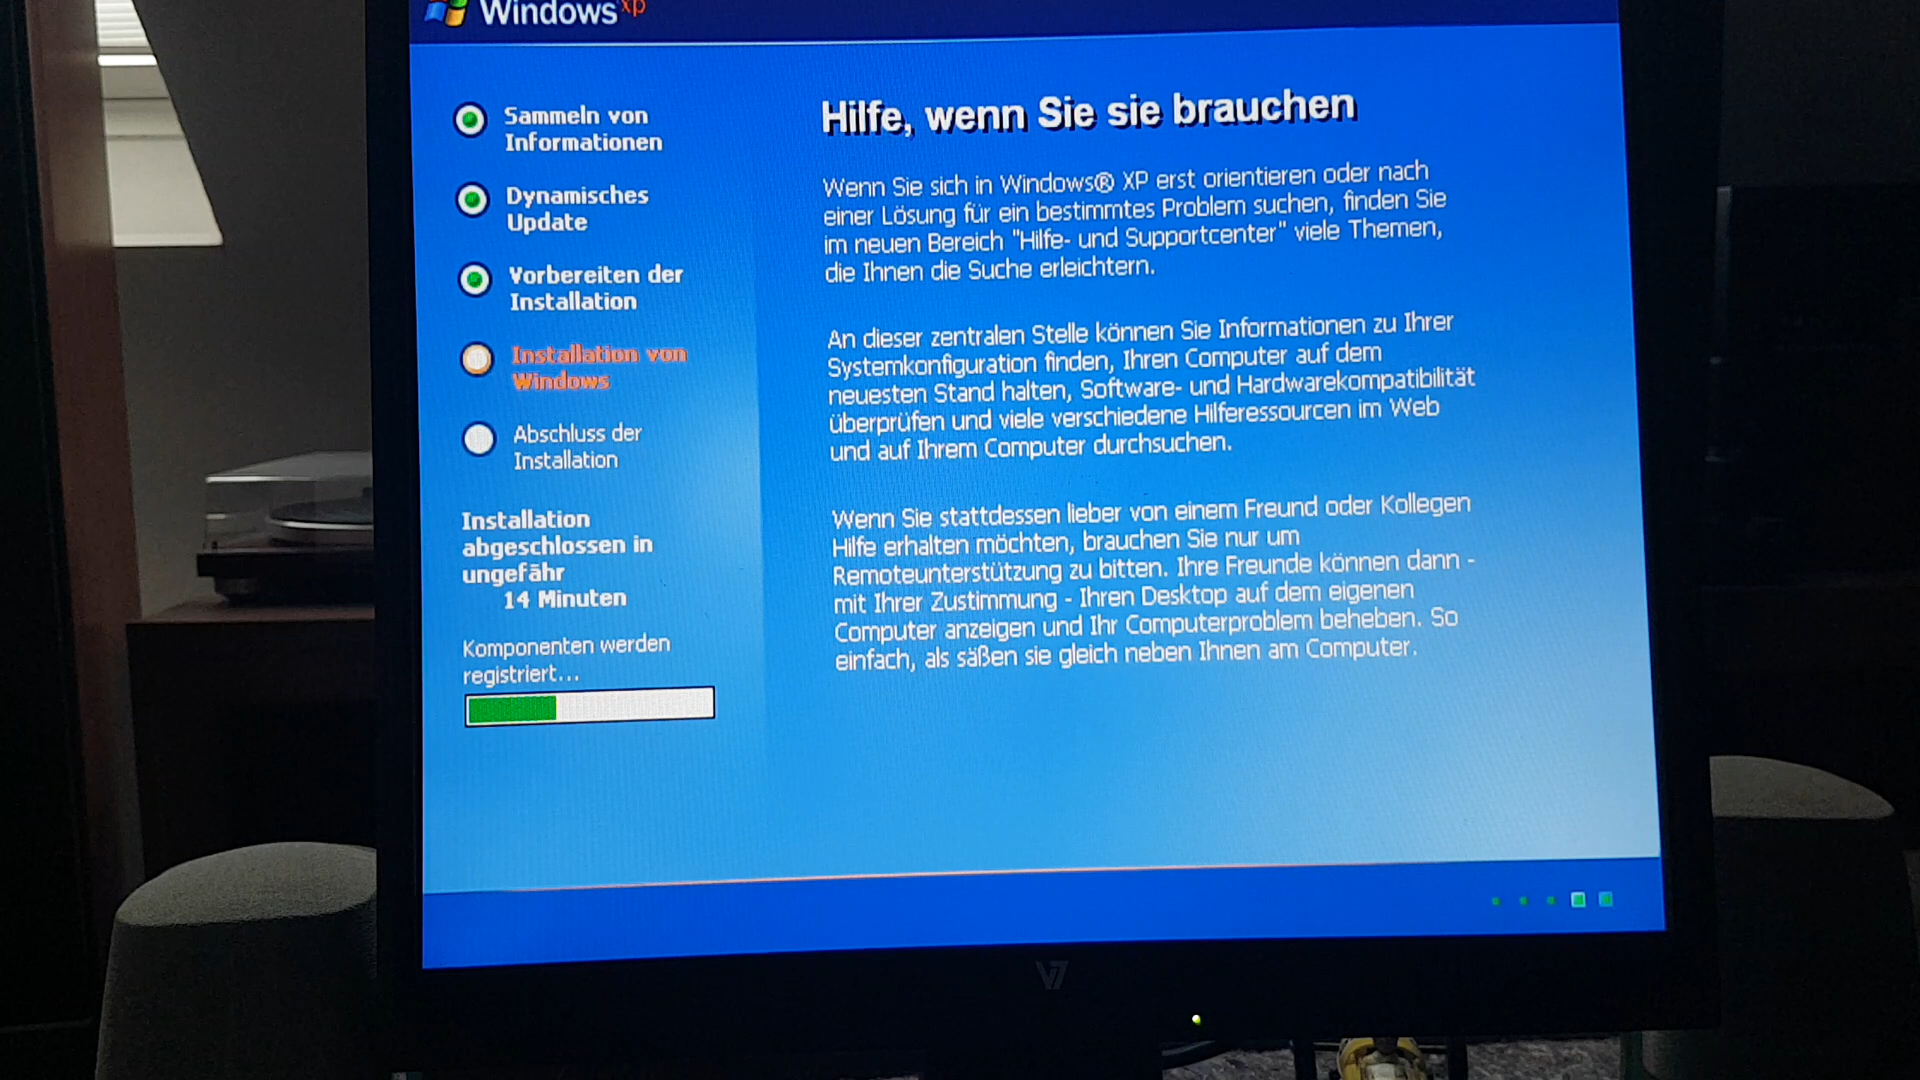 Windows xp
Sammeln von
Informationen
Dynamisches
Update
Vorbereiten der
Installation
Installation von
Windows
Abschluss der
Installation
Installation
abgeschlossen in
ungefähr
14 Minuten
Komponenten werden
registriert...
Hilfe, wenn Sie sie brauchen
Wenn Sie sich in Windows® XP erst orientieren oder nach
einer Lösung für ein bestimmtes Problem suchen, finden Sie
im neuen Bereich "Hilfe- und Supportcenter" viele Themen,
die Ihnen die Suche erleichtern.
An dieser zentralen Stelle können Sie Informationen zu Ihrer
Systemkonfiguration finden, Ihren Computer auf dem
neuesten Stand halten, Software- und Hardwarekompatibilität
überprüfen und viele verschiedene Hilferessourcen im Web
und auf Ihrem Computer durchsuchen.
Wenn Sie stattdessen lieber von einem Freund oder Kollegen
Hilfe erhalten möchten, brauchen Sie nur um
Remoteunterstützung zu bitten. Ihre Freunde können dann -
mit Ihrer Zustimmung - Ihren Desktop auf dem eigenen
Computer anzeigen und Ihr Computerproblem beheben. So
einfach, als säßen sie gleich neben Ihnen am Computer.
V7